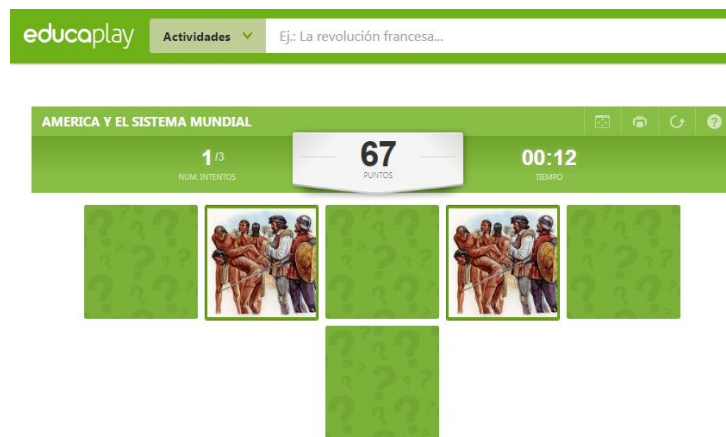 educaplay Actividades Ej.: La revolución francesa...
AMERICA Y EL SISTEMA MUNDIAL
1/3 67 00:12
NUM. INTENTOS PUNTOS TIEMPO